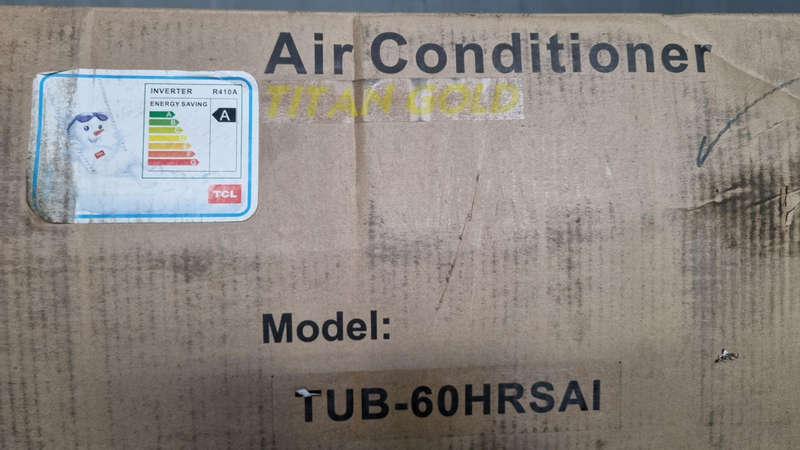 Air Conditioner
TITAN GOLD
INVERTER R410A
ENERGY SAVING
A
TCL
Model:
TUB-60HRSAI